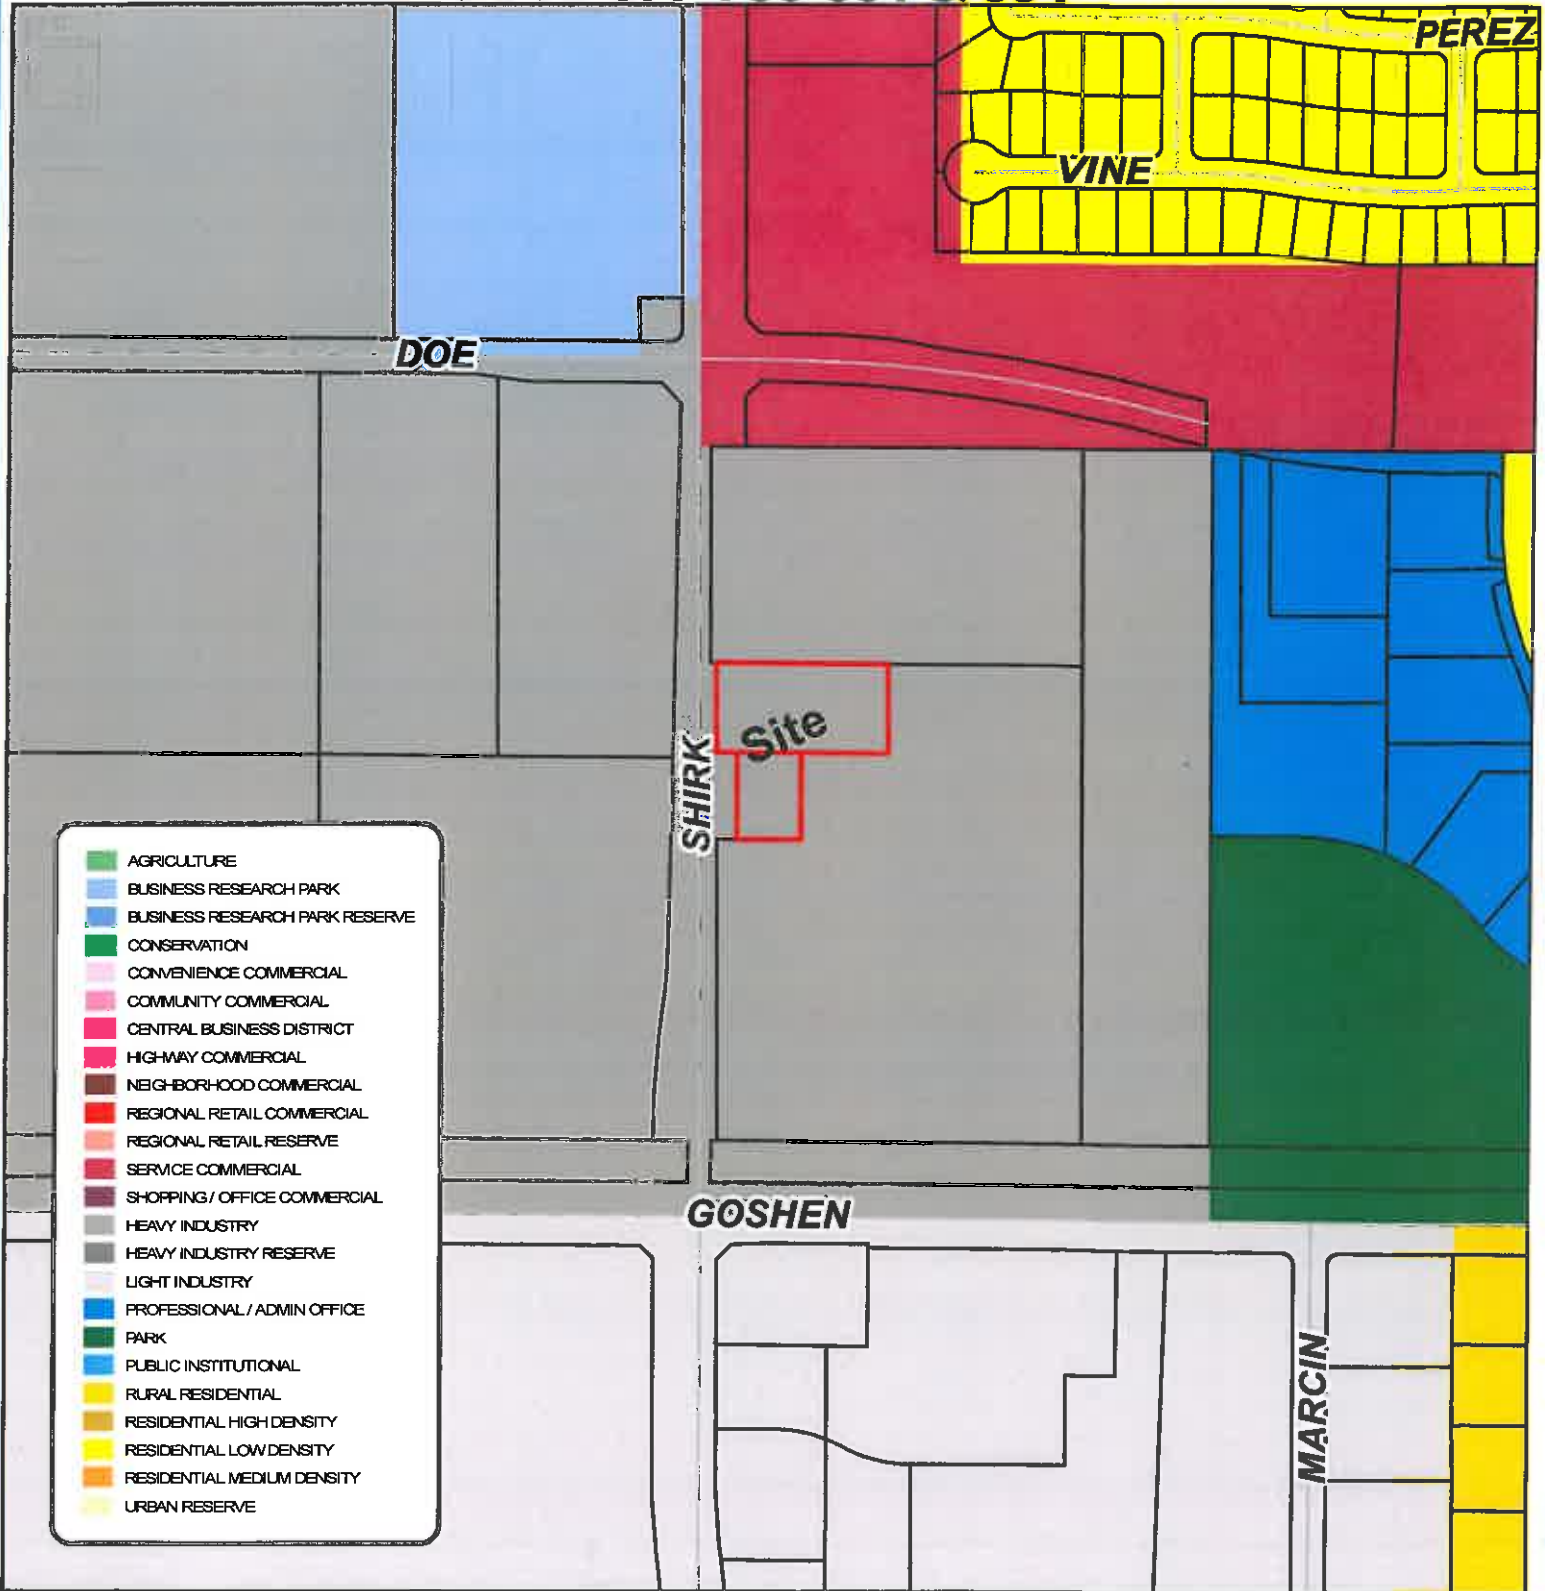 PEREZ
VINE
DOE
Site
SHIRK
AGRICULTURE
BUSINESS RESEARCH PARK
BUSINESS RESEARCH PARK RESERVE
CONSERVATION
CONVENIENCE COMMERCIAL
COMMUNITY COMMERCIAL
CENTRAL BUSINESS DISTRICT
HIGHWAY COMMERCIAL
NEIGHBORHOOD COMMERCIAL
REGIONAL RETAIL COMMERCIAL
REGIONAL RETAIL RESERVE
SERVICE COMMERCIAL
SHOPPING / OFFICE COMMERCIAL
HEAVY INDUSTRY
HEAVY INDUSTRY RESERVE
LIGHT INDUSTRY
PROFESSIONAL / ADMIN OFFICE
PARK
PUBLIC INSTITUTIONAL
RURAL RESIDENTIAL
RESIDENTIAL HIGH DENSITY
RESIDENTIAL LOW DENSITY
RESIDENTIAL MEDIUM DENSITY
URBAN RESERVE
GOSHEN
MARCIN